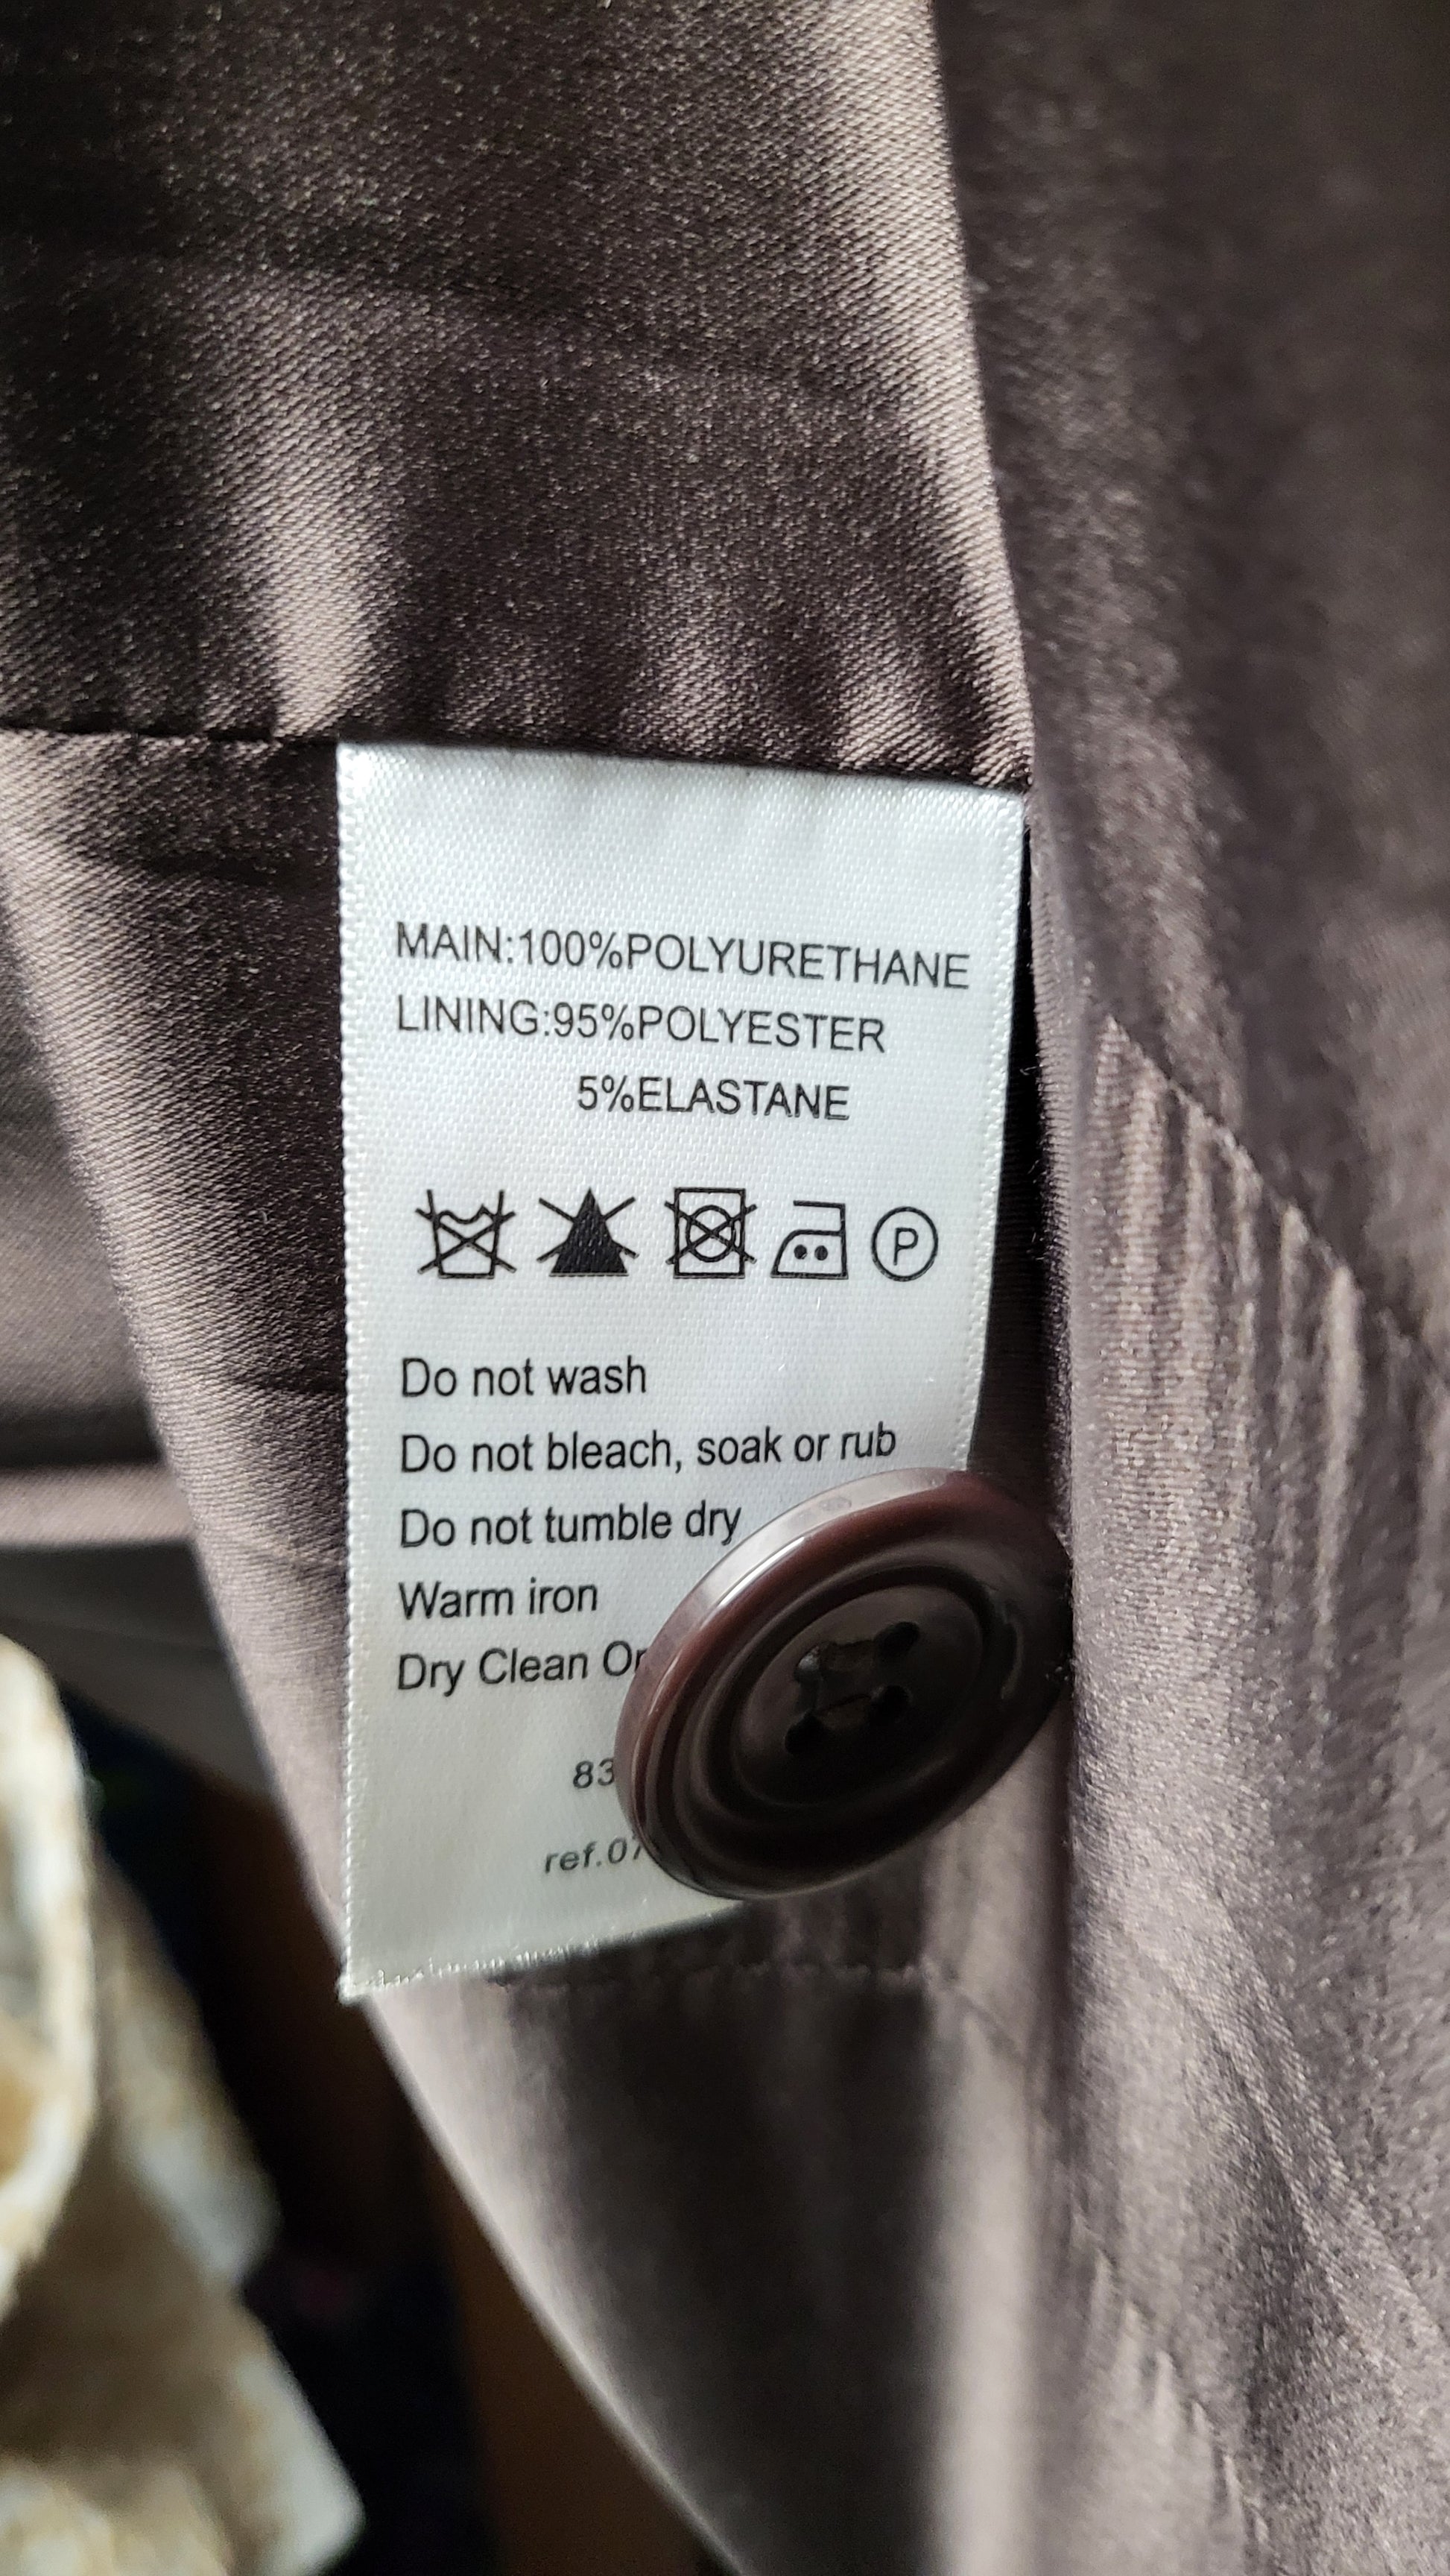 MAIN:100%POLYURETHANE
LINING:95%POLYESTER
5%ELASTANE
P
Do not wash
Do not bleach, soak or rub
Do not tumble dry
Warm iron
Dry Clean
83
ref.07